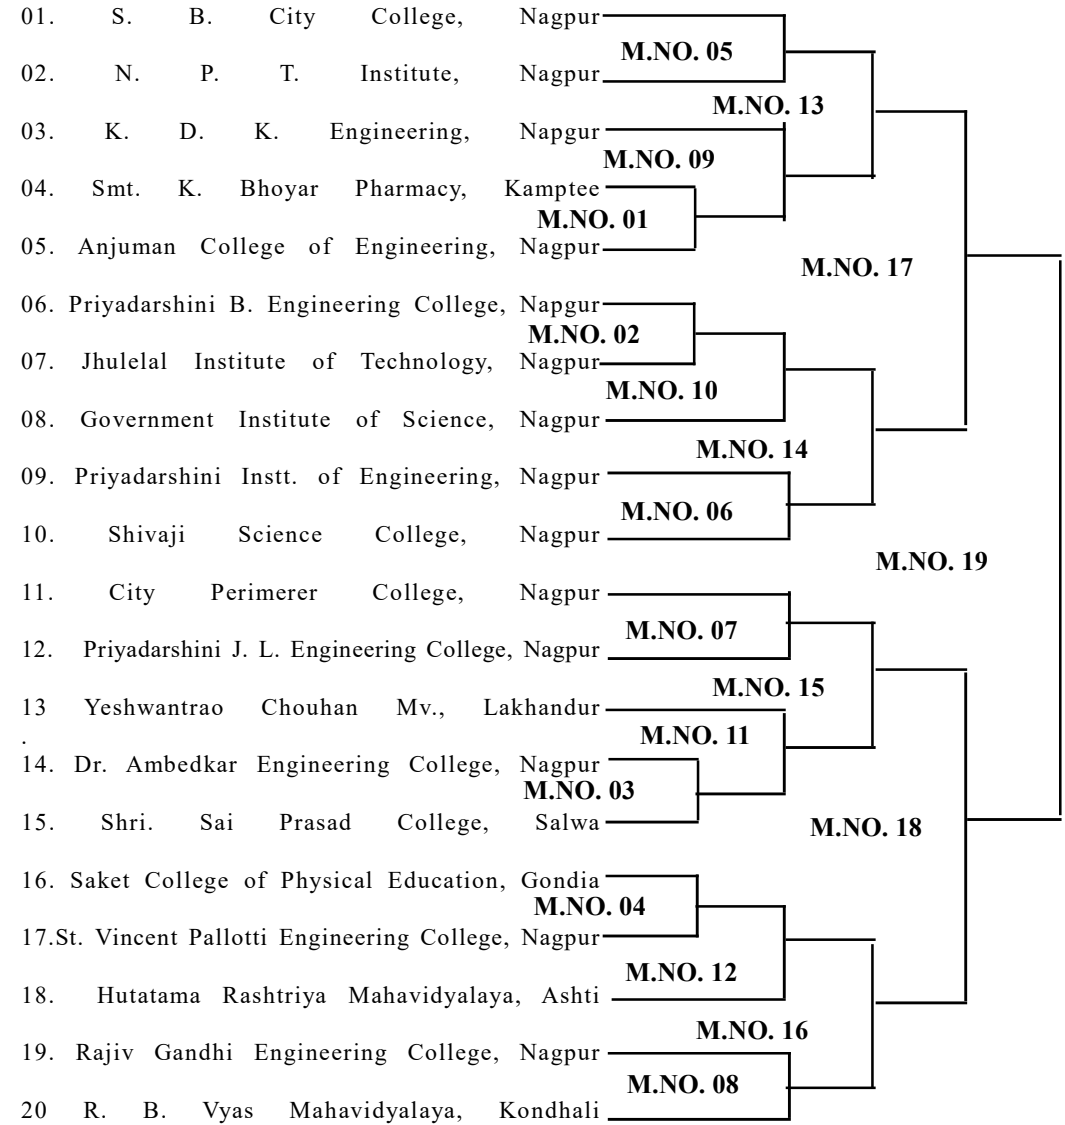 01. S. B. City College, Nagpur
M.NO. 05
02. N. P. T. Institute, Nagpur
M.NO. 13
03. K. D. K. Engineering, Napgur
M.NO. 09
04. Smt. K. Bhoyar Pharmacy, Kamptee
M.NO. 01
05. Anjuman College of Engineering, Nagpur
M.NO. 17
06. Priyadarshini B. Engineering College, Napgur
M.NO. 02
07. Jhulelal Institute of Technology, Nagpur
M.NO. 10
08. Government Institute of Science, Nagpur
M.NO. 14
09. Priyadarshini Instt. of Engineering, Nagpur
M.NO. 06
10. Shivaji Science College, Nagpur
M.NO. 19
11. City Perimerer College, Nagpur
M.NO. 07
12. Priyadarshini J. L. Engineering College, Nagpur
M.NO. 15
13 Yeshwantrao Chouhan Mv., Lakhandur
.
M.NO. 11
14. Dr. Ambedkar Engineering College, Nagpur
M.NO. 03
15. Shri. Sai Prasad College, Salwa
M.NO. 18
16. Saket College of Physical Education, Gondia
M.NO. 04
17.St. Vincent Pallotti Engineering College, Nagpur
M.NO. 12
18. Hutatama Rashtriya Mahavidyalaya, Ashti
M.NO. 16
19. Rajiv Gandhi Engineering College, Nagpur
M.NO. 08
20 R. B. Vyas Mahavidyalaya, Kondhali